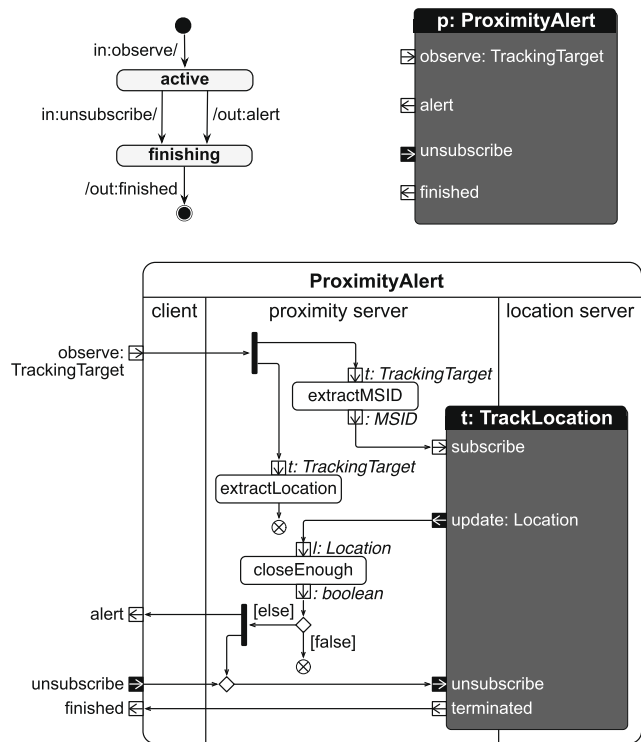 in:observe/
active
in:unsubscribe/
/out:alert
finishing
/out:finished
p: ProximityAlert
observe: TrackingTarget
alert
unsubscribe
finished
ProximityAlert
client
proximity server
location server
observe:
TrackingTarget
t: TrackingTarget
extractMSID
: MSID
t: TrackLocation
subscribe
t: TrackingTarget
extractLocation
update: Location
l: Location
closeEnough
: boolean
alert
[else]
[false]
unsubscribe
unsubscribe
finished
terminated